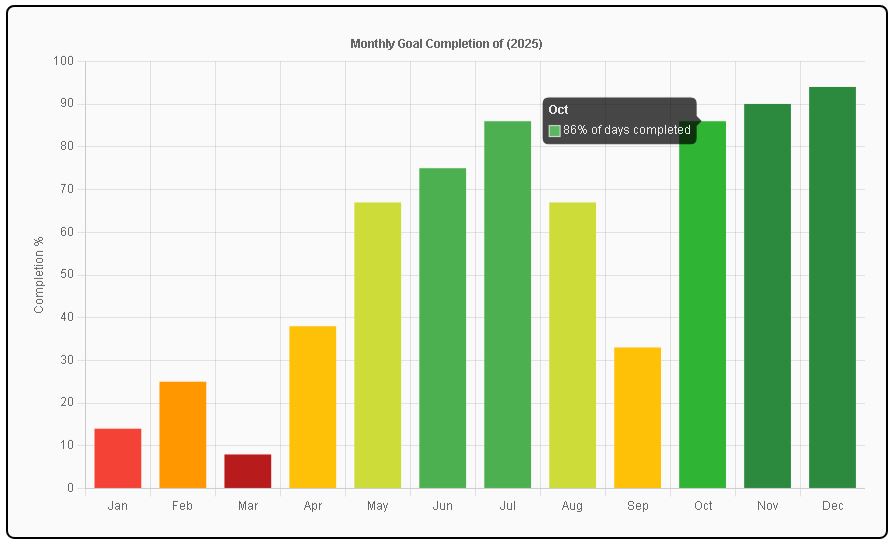 Monthly Goal Completion of (2025)
100
90
80
70
60
50
40
30
20
10
0
Completion %
Oct
86% of days completed
Jan Feb Mar Apr May Jun Jul Aug Sep Oct Nov Dec